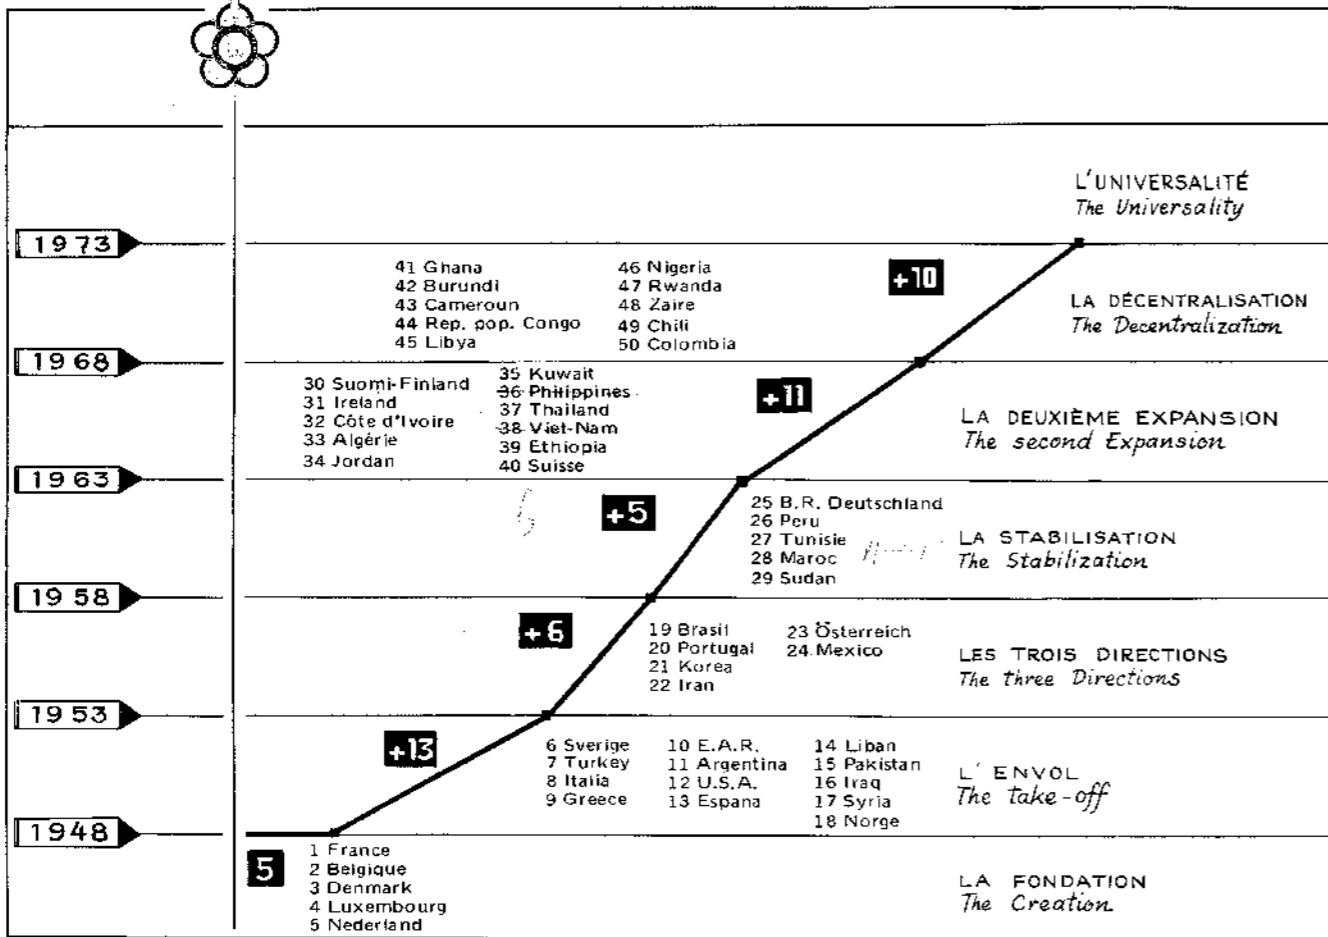 L'UNIVERSALITÉ
The Universality
1973
41 Ghana
42 Burundi
43 Cameroun
44 Rep. pop. Congo
45 Libya
46 Nigeria
47 Rwanda
48 Zaire
49 Chili
50 Colombia
+10
LA DÉCENTRALISATION
The Decentralization
1968
30 Suomi-Finland
31 Ireland
32 Côte d'Ivoire
33 Algérie
34 Jordan
35 Kuwait
36 Philippines
37 Thailand
38 Viet-Nam
39 Ethiopia
40 Suisse
+11
LA DEUXIÈME EXPANSION
The second Expansion
1963
+5
25 B.R. Deutschland
26 Peru
27 Tunisie
28 Maroc
29 Sudan
LA STABILISATION
The Stabilization
1958
+6
19 Brasil
20 Portugal
21 Korea
22 Iran
23 Österreich
24 Mexico
LES TROIS DIRECTIONS
The three Directions
1953
+13
6 Sverige
7 Turkey
8 Italia
9 Greece
10 E.A.R.
11 Argentina
12 U.S.A.
13 Espana
14 Liban
15 Pakistan
16 Iraq
17 Syria
18 Norge
L'ENVOL
The take-off
1948
5
1 France
2 Belgique
3 Denmark
4 Luxembourg
5 Nederland
LA FONDATION
The Creation